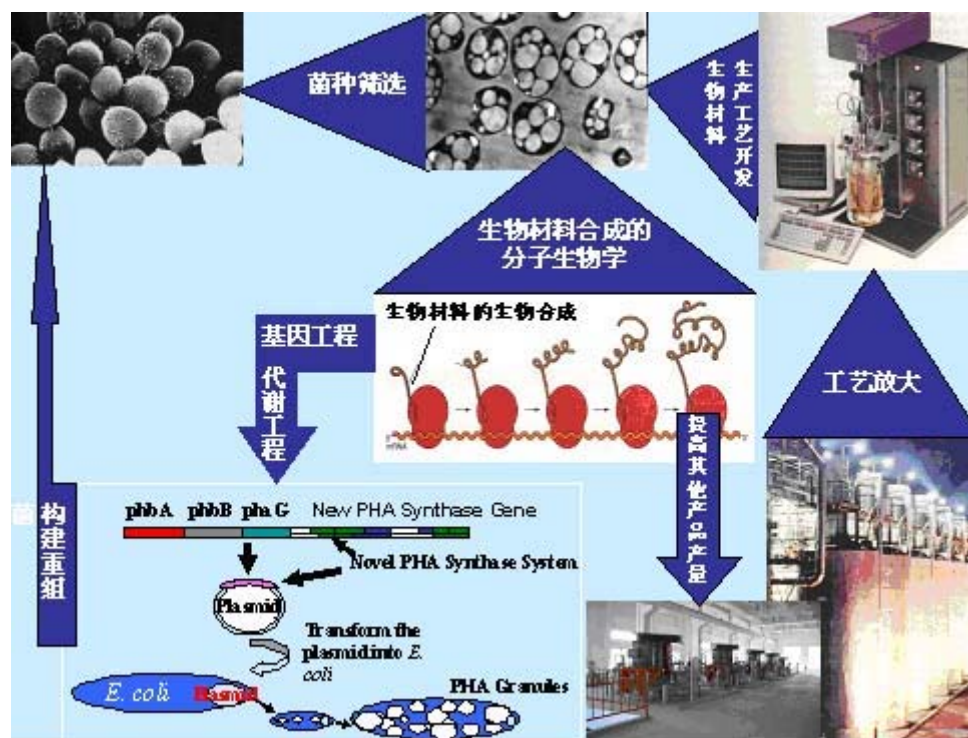 菌种筛选
生产工艺开发
生物材料
生物材料合成的
分子生物学
生物材料的生物合成
基因工程
代谢工程
工艺放大
提高其他产品产量
构建重组
菌
phbA phbB phaG New PHA Synthase Gene
Novel PHA Synthase System
Plasmid
Transform the
plasmid into E.
coli
E. coli Plasmid
PHA Granules